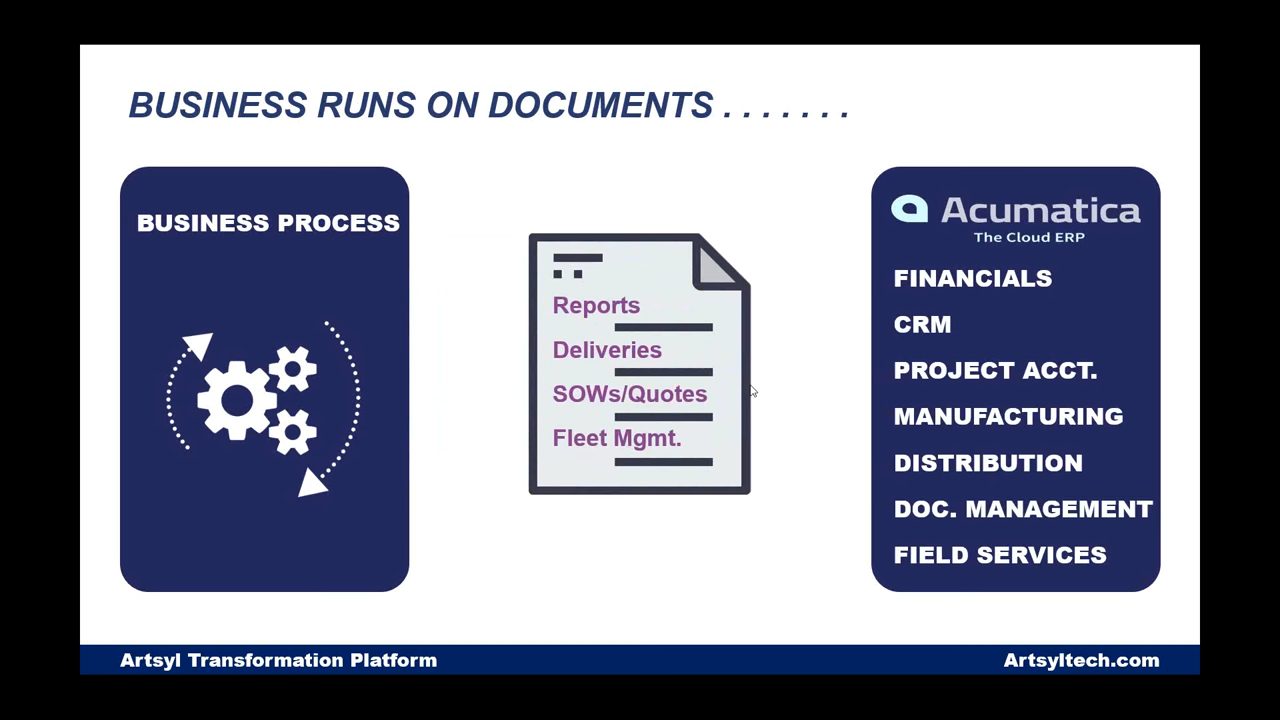 BUSINESS RUNS ON DOCUMENTS . . . . . . .
BUSINESS PROCESS
Reports
Deliveries
SOWs/Quotes
Fleet Mgmt.
Acumatica
The Cloud ERP
FINANCIALS
CRM
PROJECT ACCT.
MANUFACTURING
DISTRIBUTION
DOC. MANAGEMENT
FIELD SERVICES
Artsyl Transformation Platform
Artsyltech.com